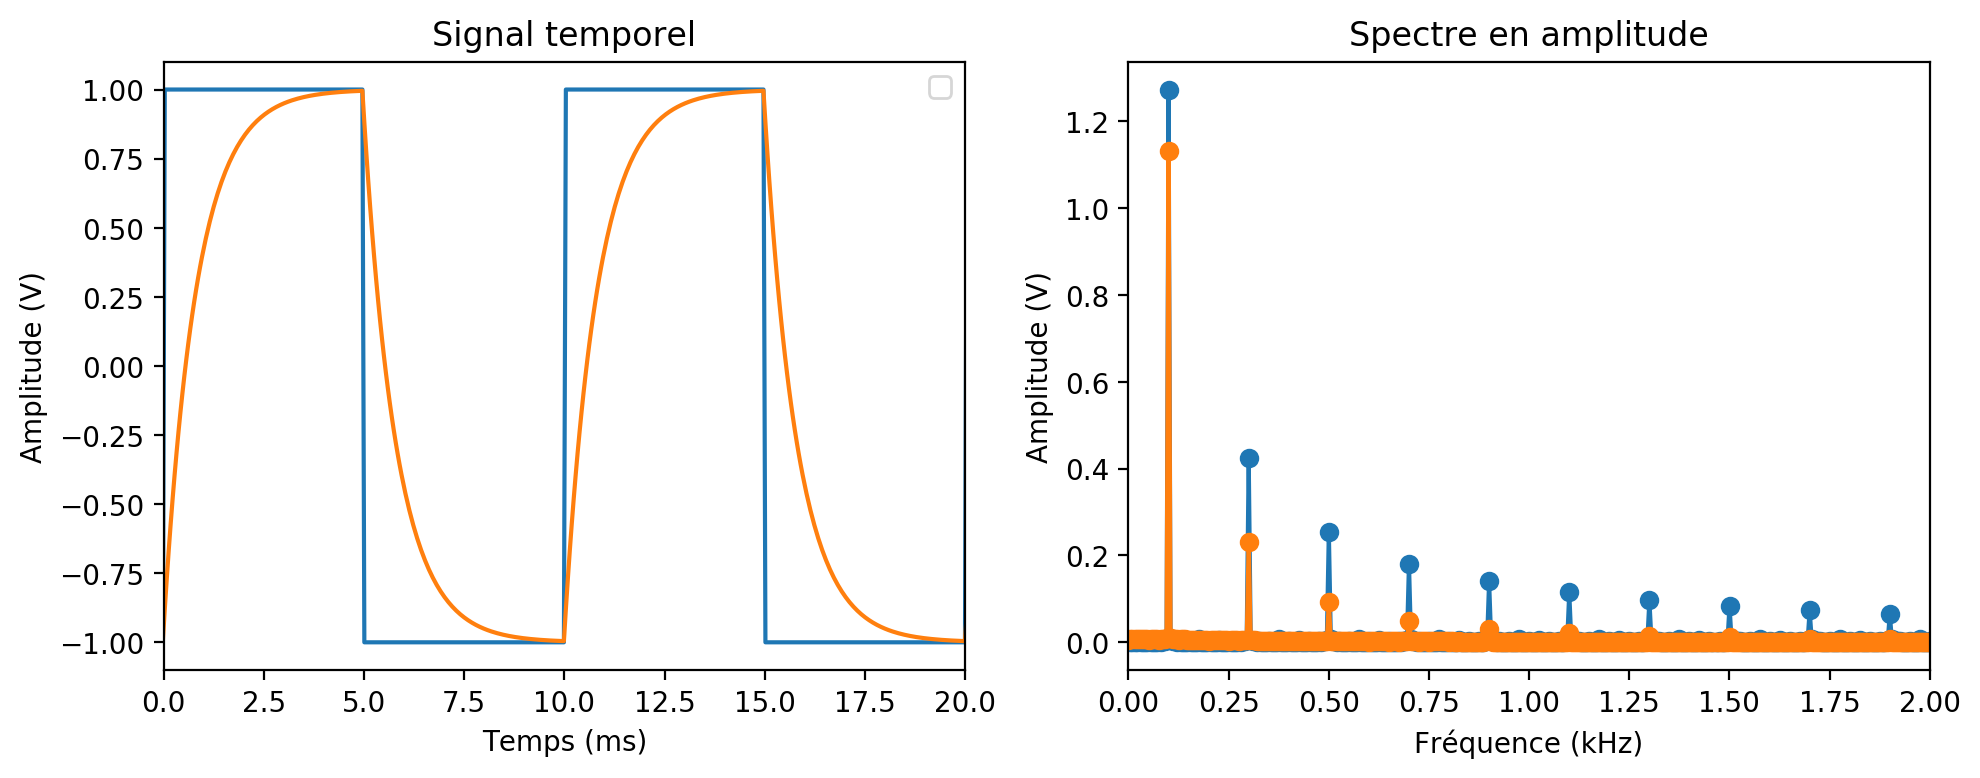 Signal temporel
1.00
0.75
0.50
0.25
0.00
−0.25
−0.50
−0.75
−1.00
Amplitude (V)
0.0 2.5 5.0 7.5 10.0 12.5 15.0 17.5 20.0
Temps (ms)
Spectre en amplitude
1.2
1.0
0.8
0.6
0.4
0.2
0.0
Amplitude (V)
0.00 0.25 0.50 0.75 1.00 1.25 1.50 1.75 2.00
Fréquence (kHz)